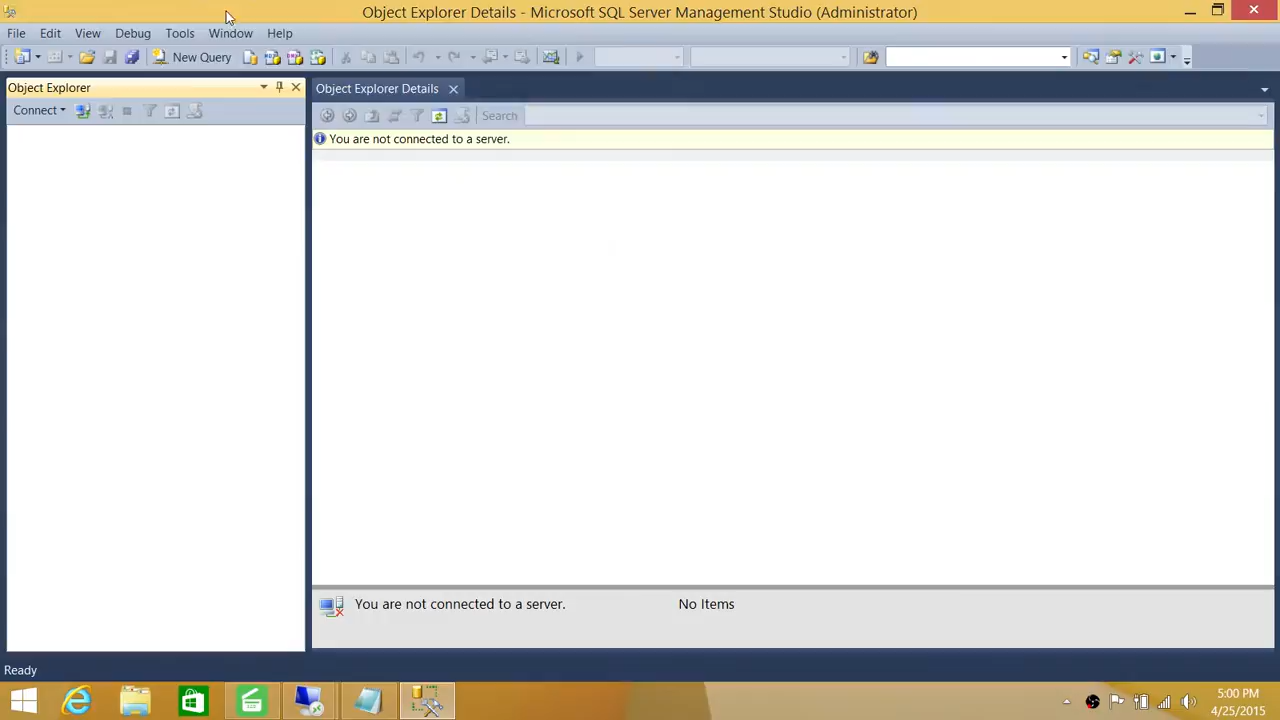 Object Explorer Details - Microsoft SQL Server Management Studio (Administrator)
File Edit View Debug Tools Window Help
New Query
Object Explorer
Connect
Object Explorer Details
Search
You are not connected to a server.
You are not connected to a server. No Items
Ready
5:00 PM
4/25/2015